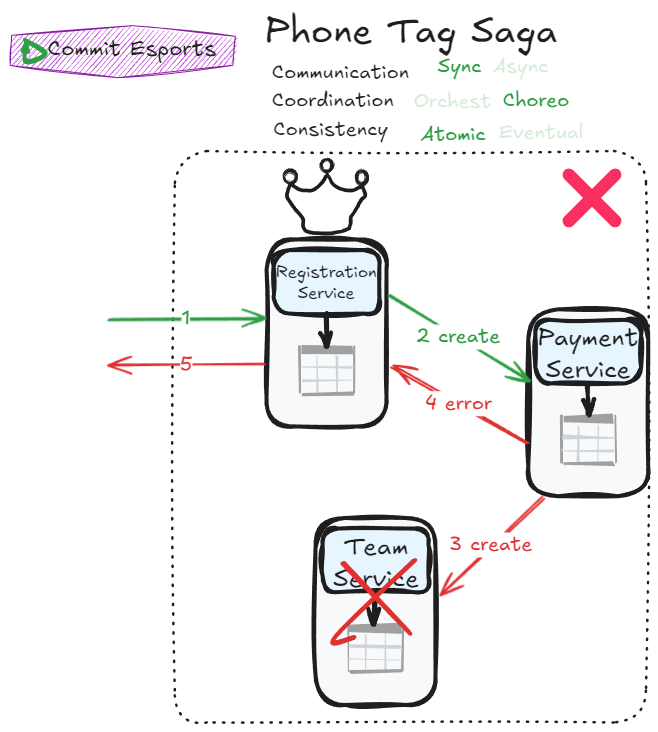 Commit Esports
Phone Tag Saga
Communication Sync Async
Coordination Orchest Choreo
Consistency Atomic Eventual
Registration
Service
1
2 create
Payment
Service
5
4 error
3 create
Team
Service